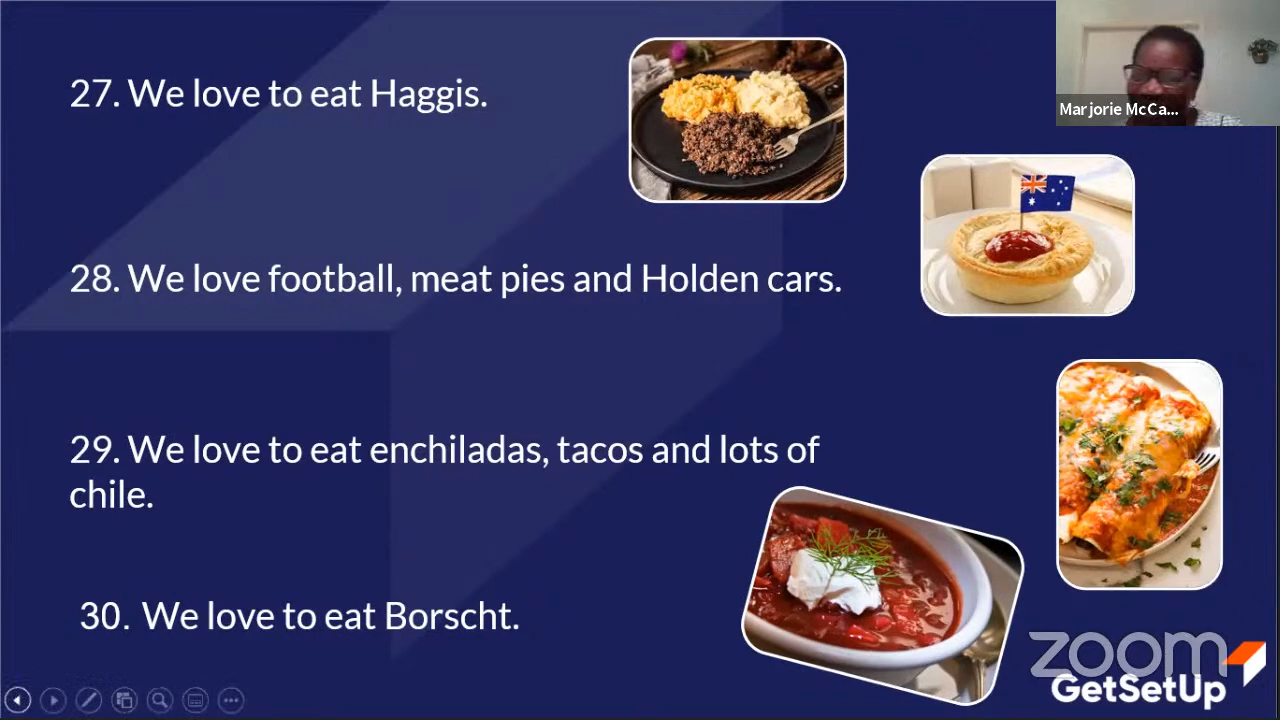 27. We love to eat Haggis.
Marjorie McCa...
28. We love football, meat pies and Holden cars.
29. We love to eat enchiladas, tacos and lots of
chile.
30. We love to eat Borscht.
zoom
GetSetUp